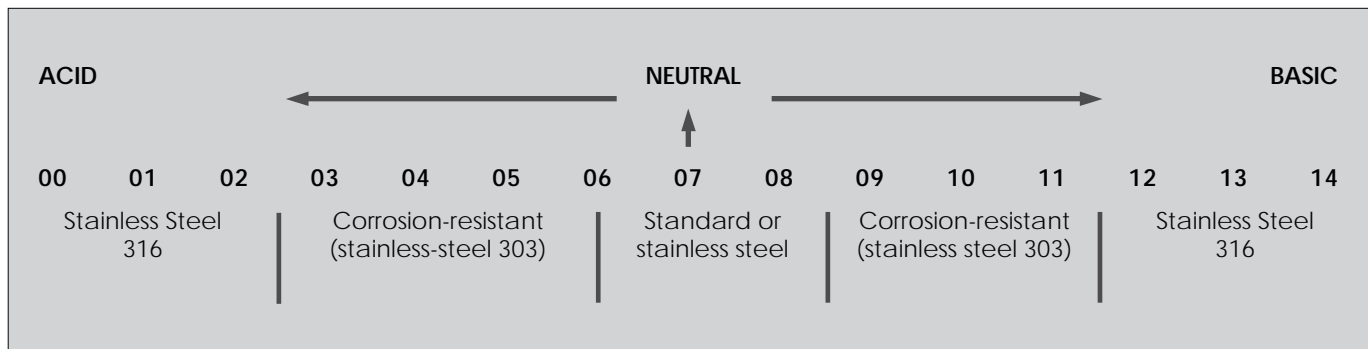 ACID NEUTRAL BASIC
00 01 02 03 04 05 06 07 08 09 10 11 12 13 14
Stainless Steel
316
Corrosion-resistant
(stainless-steel 303)
Standard or
stainless steel
Corrosion-resistant
(stainless steel 303)
Stainless Steel
316